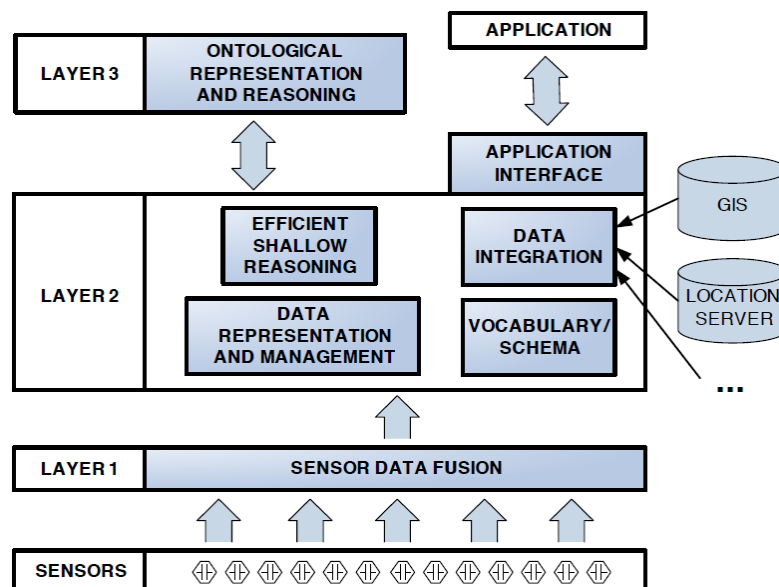 ONTOLOGICAL
REPRESENTATION
AND REASONING
LAYER 3
APPLICATION
APPLICATION
INTERFACE
GIS
EFFICIENT
SHALLOW
REASONING
DATA
INTEGRATION
LAYER 2
LOCATION
SERVER
DATA
REPRESENTATION
AND MANAGEMENT
VOCABULARY/
SCHEMA
...
LAYER 1
SENSOR DATA FUSION
SENSORS